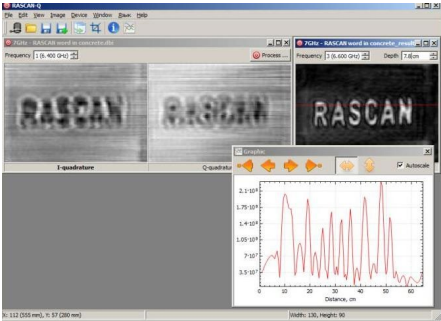 RASCAN-Q
File Edit View Image Device Window Язык Help
7GHz - RASCAN word in concrete.dbi
Frequency 1 (6.400 GHz) Process ...
RASCAN RASCAN
I-quadrature Q-quadrature
7GHz - RASCAN word in concrete_result
Frequency 3 (6.600 GHz) Depth 7.8 cm
RASCAN
Graphic
Autoscale
2.1·10⁸
1.75·10⁸
1.4·10⁸
1.05·10⁸
7·10⁷
3.5·10⁷
0 10 20 30 40 50 60
Distance, cm
X: 112 (555 mm), Y: 57 (280 mm) Width: 130, Height: 90